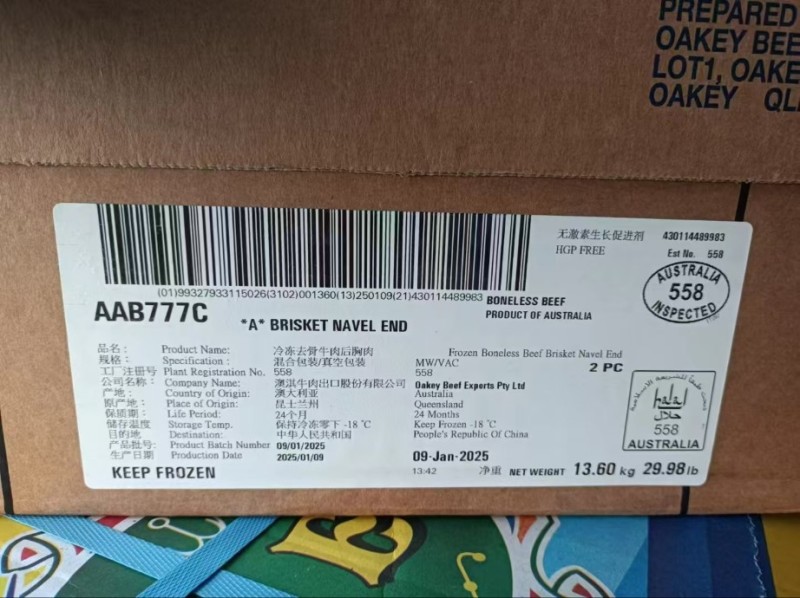 PREPARED
OAKEY BEE
LOT1, OAKE
OAKEY QL
无激素生长促进剂 430114489983
HGP FREE Est No. 558
(01)99327933115026(3102)001360(13)250109(21)430114489983
BONELESS BEEF
PRODUCT OF AUSTRALIA
AUSTRALIA
558
INSPECTED
AAB777C *A* BRISKET NAVEL END
品名: Product Name: 冷冻去骨牛肉后胸肉 Frozen Boneless Beef Brisket Navel End
规格: Specification: 混合包装/真空包装 MW/VAC 2 PC
工厂注册号 Plant Registration No. 558 558
公司名称: Company Name: 澳淇牛肉出口股份有限公司 Oakey Beef Experts Pty Ltd
产地: Country of Origin: 澳大利亚 Australia
原产地: Place of Origin: 昆士兰州 Queensland
保质期: Life Period: 24个月 24 Months
储存温度 Storage Temp. 保持冷冻零下 -18 ℃ Keep Frozen -18 ℃
目的地: Destination: 中华人民共和国 People's Republic Of China
产品批号: Product Batch Number 09/01/2025
生产日期 Production Date 2025/01/09 09-Jan-2025
KEEP FROZEN 13:42 净重 NET WEIGHT 13.60 kg 29.98lb
halal
حلال
558
AUSTRALIA